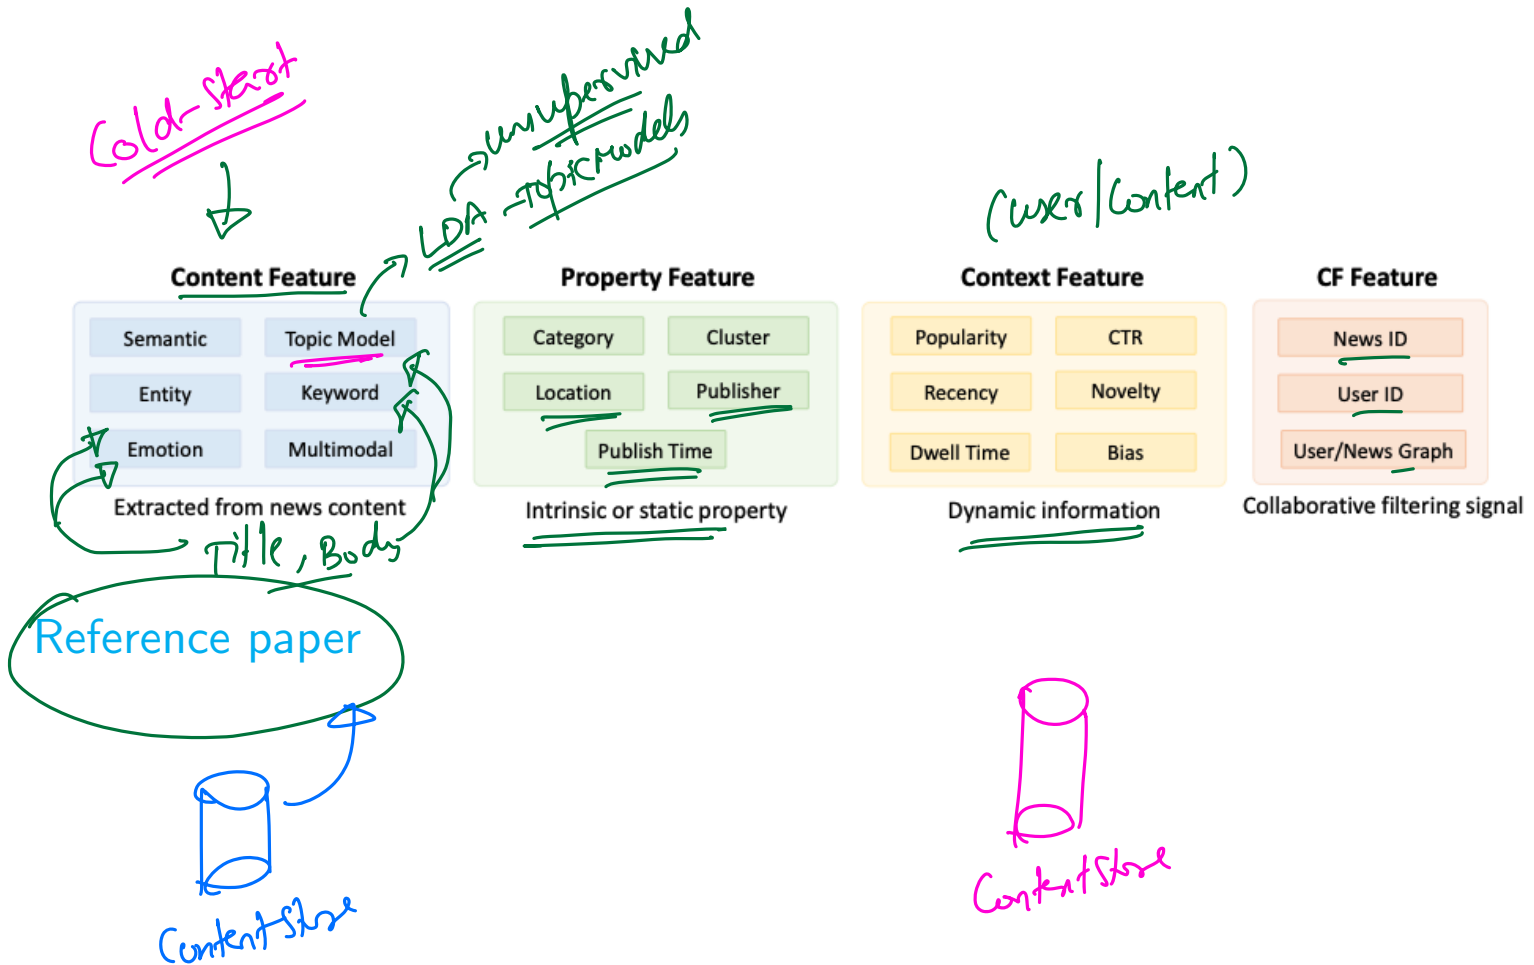 Cold-Start
unsupervised
LDA - Topic Models
(user/Content)
Content Feature
Semantic
Topic Model
Entity
Keyword
Emotion
Multimodal
Extracted from news content
Property Feature
Category
Cluster
Location
Publisher
Publish Time
Intrinsic or static property
Context Feature
Popularity
CTR
Recency
Novelty
Dwell Time
Bias
Dynamic information
CF Feature
News ID
User ID
User/News Graph
Collaborative filtering signal
Title, Body
Reference paper
Content Store
Content Store